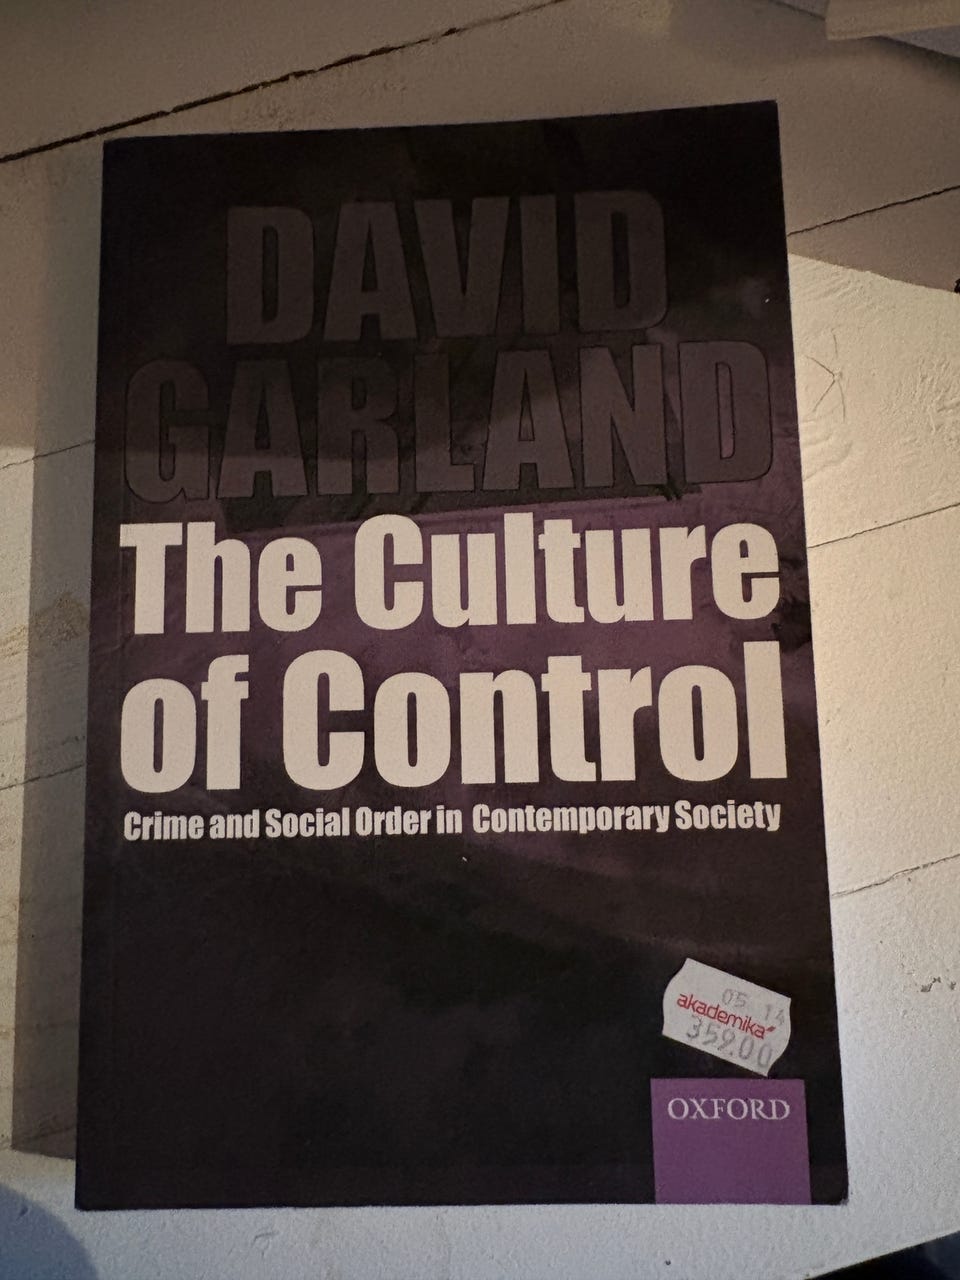 DAVID
GARLAND
The Culture
of Control
Crime and Social Order in Contemporary Society
05 14
akademika
359.00
OXFORD